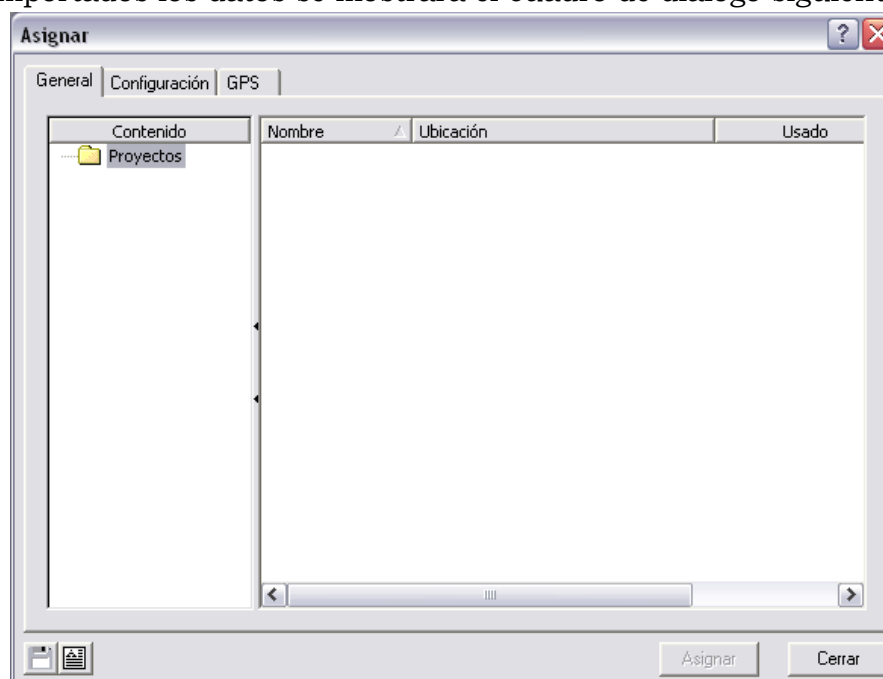 importados los datos se mostrará el cuadro de diálogo siguiente
Asignar
General Configuración GPS
Contenido Nombre Ubicación Usado
Proyectos
Asignar Cerrar